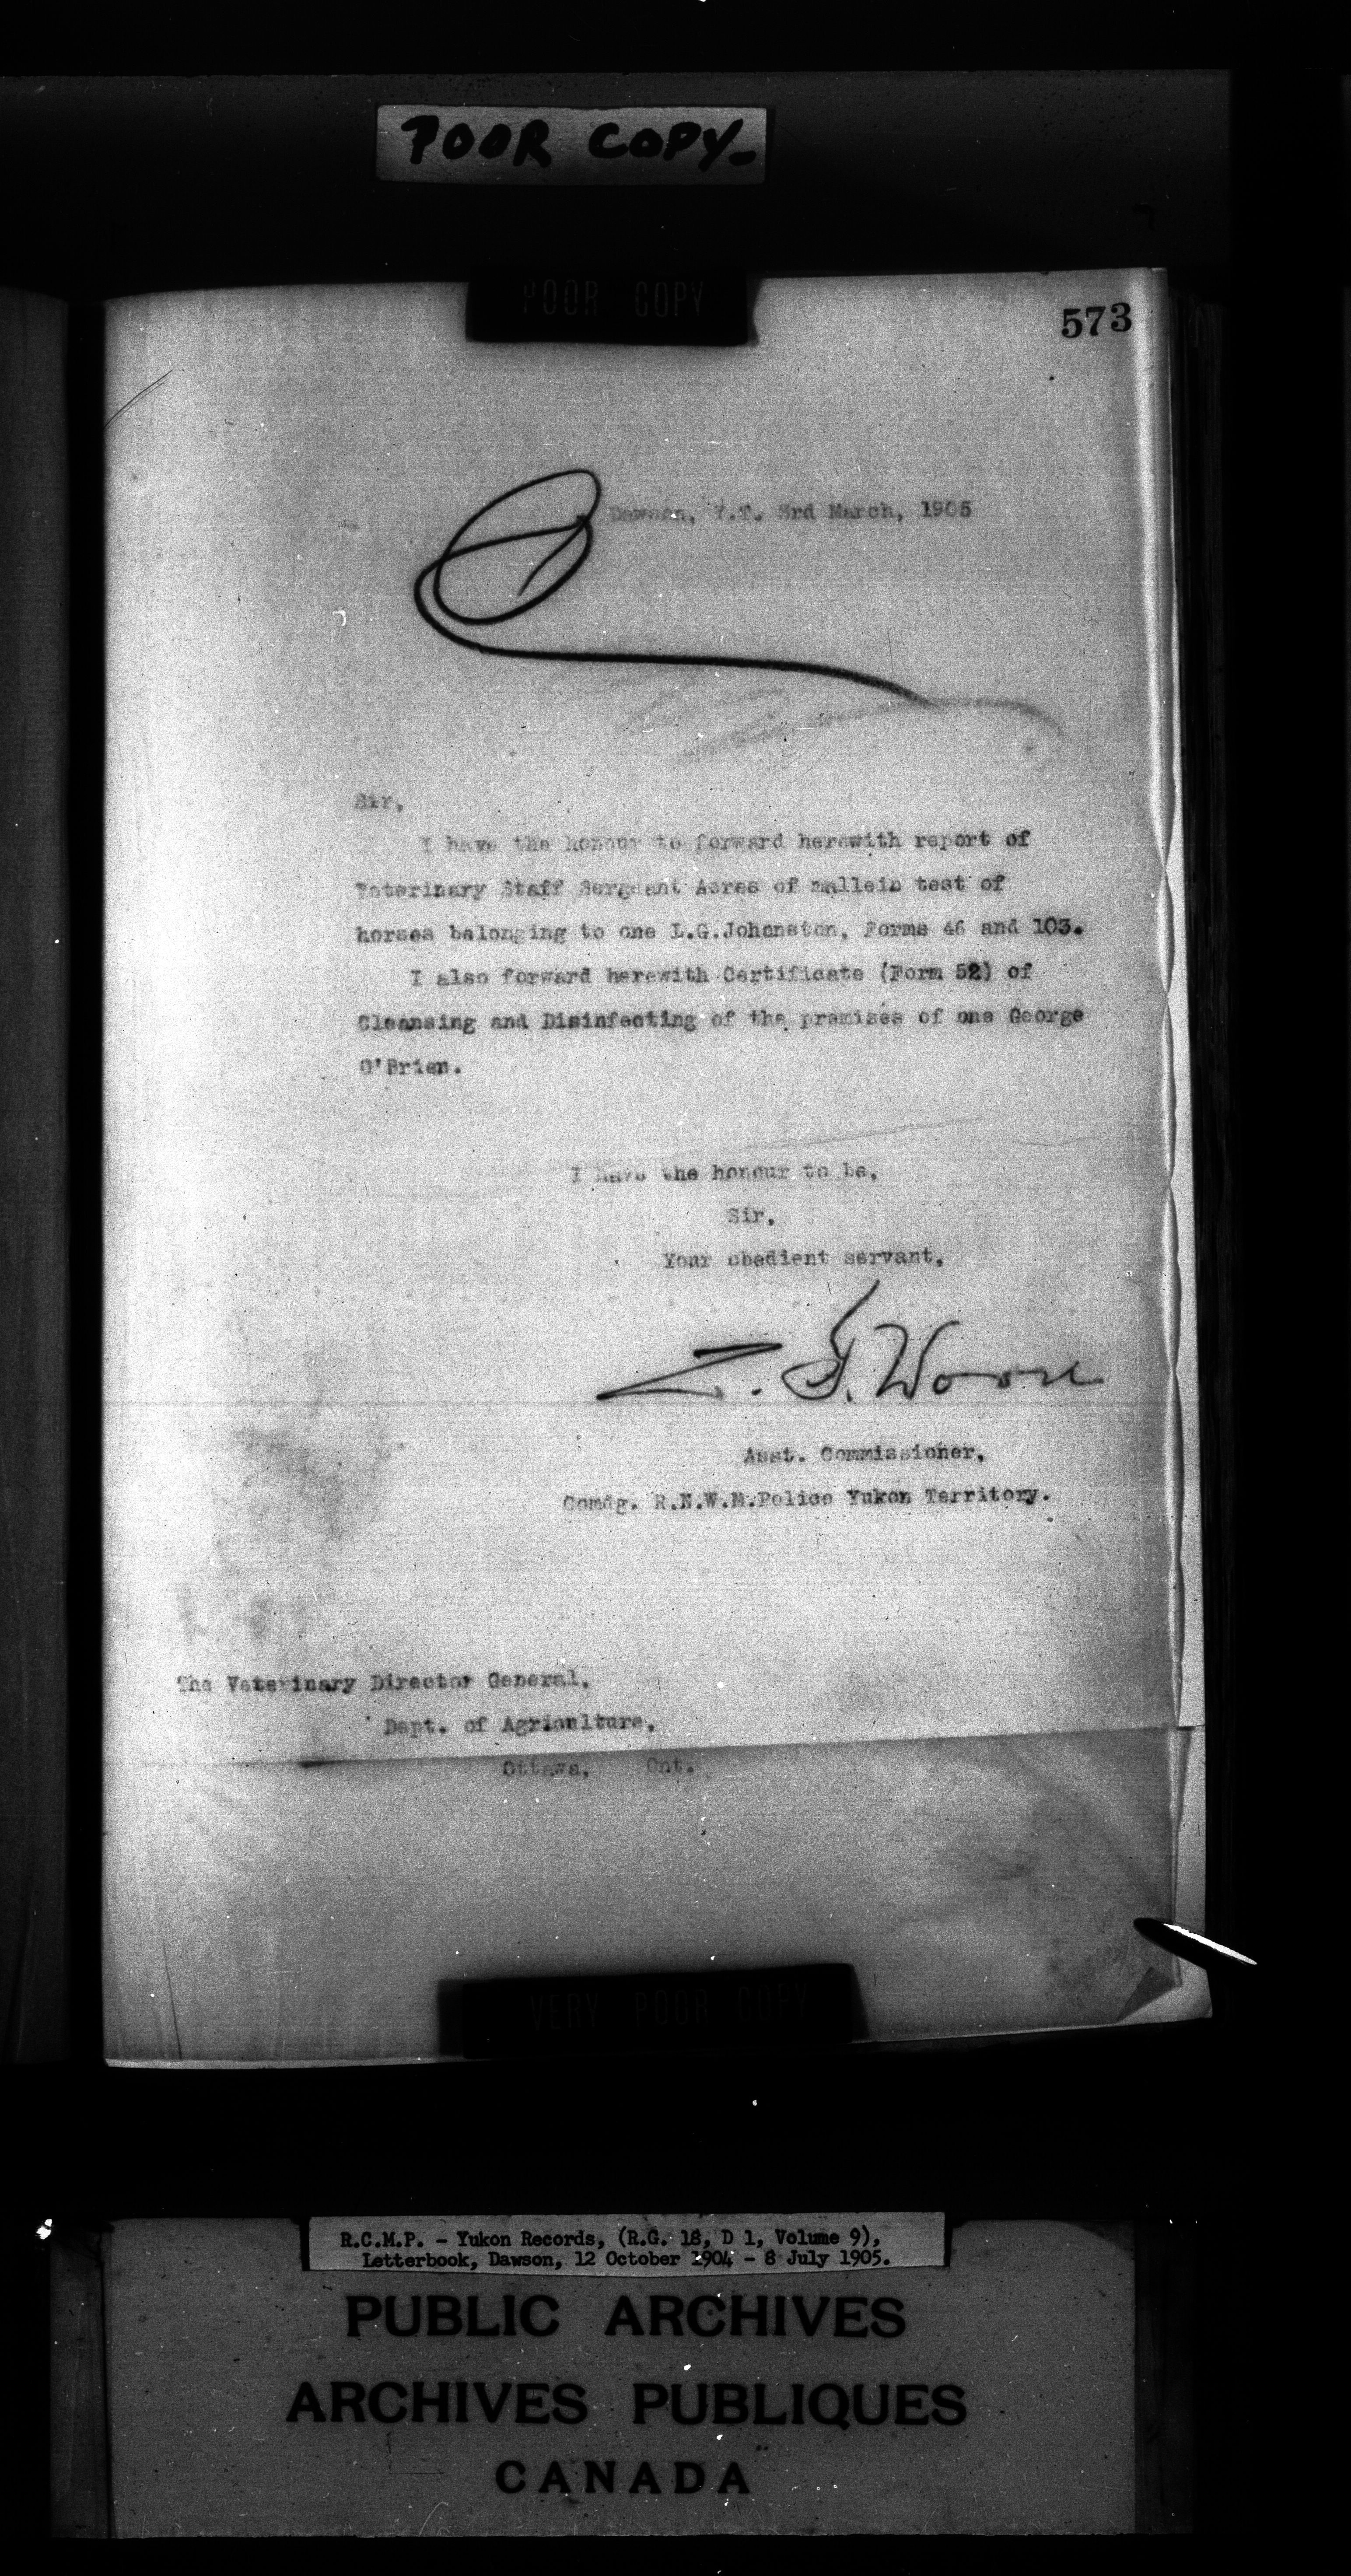 POOR COPY.
POOR COPY
573
Dawson, Y.T. 3rd March, 1905
Sir,
I have the honour to forward herewith report of
Veterinary Staff Sergeant Acres of mallein test of
horses belonging to one L.G.Johonston, Forms 46 and 103.
I also forward herewith Certificate (Form 52) of
Cleansing and Disinfecting of the premises of one George
O'Brien.
I have the honour to be,
Sir,
Your obedient servant,
Z. T. Wood
Asst. Commissioner,
Comdg. R.N.W.M.Police Yukon Territory.
The Veterinary Director General,
Dept. of Agriculture,
Ottawa, Ont.
VERY POOR COPY
R.C.M.P. - Yukon Records, (R.G. 18, D 1, Volume 9),
Letterbook, Dawson, 12 October 1904 - 8 July 1905.
PUBLIC ARCHIVES
ARCHIVES PUBLIQUES
CANADA